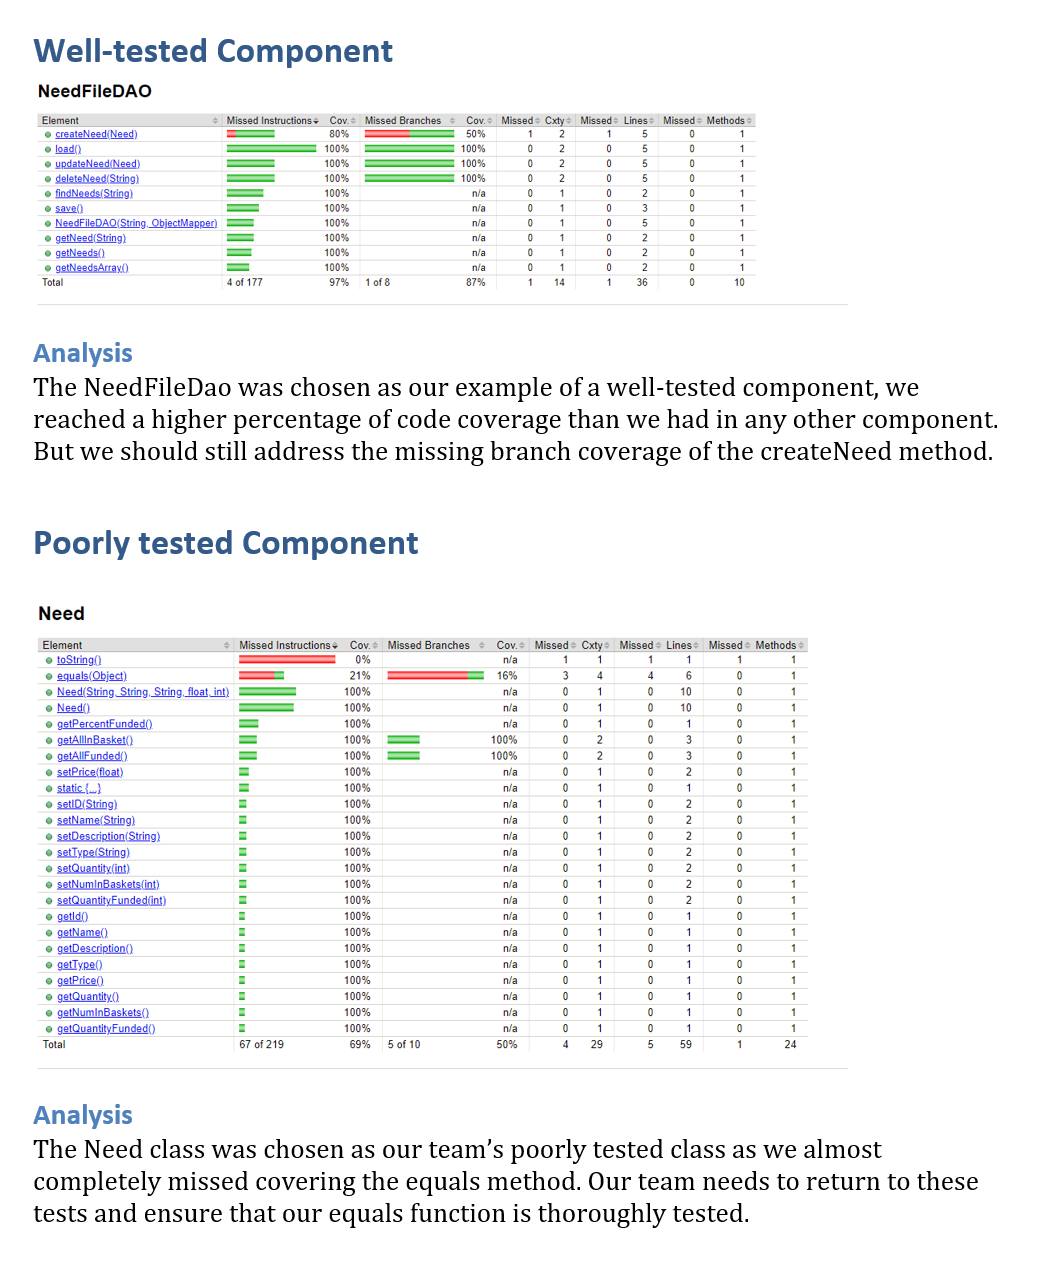 Well-tested Component
NeedFileDAO
Element Missed Instructions Cov. Missed Branches Cov. Missed Cxty Missed Lines Missed Methods
createNeed(Need) 80% 50% 1 2 1 5 0 1
load() 100% 100% 0 2 0 5 0 1
updateNeed(Need) 100% 100% 0 2 0 5 0 1
deleteNeed(String) 100% 100% 0 2 0 5 0 1
findNeeds(String) 100% n/a 0 1 0 2 0 1
save() 100% n/a 0 1 0 3 0 1
NeedFileDAO(String, ObjectMapper) 100% n/a 0 1 0 5 0 1
getNeed(String) 100% n/a 0 1 0 2 0 1
getNeeds() 100% n/a 0 1 0 2 0 1
getNeedsArray() 100% n/a 0 1 0 2 0 1
Total 4 of 177 97% 1 of 8 87% 1 14 1 36 0 10
Analysis
The NeedFileDao was chosen as our example of a well-tested component, we
reached a higher percentage of code coverage than we had in any other component.
But we should still address the missing branch coverage of the createNeed method.
Poorly tested Component
Need
Element Missed Instructions Cov. Missed Branches Cov. Missed Cxty Missed Lines Missed Methods
toString() 0% n/a 1 1 1 1 1 1
equals(Object) 21% 16% 3 4 4 6 0 1
Need(String, String, String, float, int) 100% n/a 0 1 0 10 0 1
Need() 100% n/a 0 1 0 10 0 1
getPercentFunded() 100% n/a 0 1 0 1 0 1
getAllInBasket() 100% 100% 0 2 0 3 0 1
getAllFunded() 100% 100% 0 2 0 3 0 1
setPrice(float) 100% n/a 0 1 0 2 0 1
static {...} 100% n/a 0 1 0 1 0 1
setID(String) 100% n/a 0 1 0 2 0 1
setName(String) 100% n/a 0 1 0 2 0 1
setDescription(String) 100% n/a 0 1 0 2 0 1
setType(String) 100% n/a 0 1 0 2 0 1
setQuantity(int) 100% n/a 0 1 0 2 0 1
setNumInBaskets(int) 100% n/a 0 1 0 2 0 1
setQuantityFunded(int) 100% n/a 0 1 0 2 0 1
getId() 100% n/a 0 1 0 1 0 1
getName() 100% n/a 0 1 0 1 0 1
getDescription() 100% n/a 0 1 0 1 0 1
getType() 100% n/a 0 1 0 1 0 1
getPrice() 100% n/a 0 1 0 1 0 1
getQuantity() 100% n/a 0 1 0 1 0 1
getNumInBaskets() 100% n/a 0 1 0 1 0 1
getQuantityFunded() 100% n/a 0 1 0 1 0 1
Total 67 of 219 69% 5 of 10 50% 4 29 5 59 1 24
Analysis
The Need class was chosen as our team’s poorly tested class as we almost
completely missed covering the equals method. Our team needs to return to these
tests and ensure that our equals function is thoroughly tested.